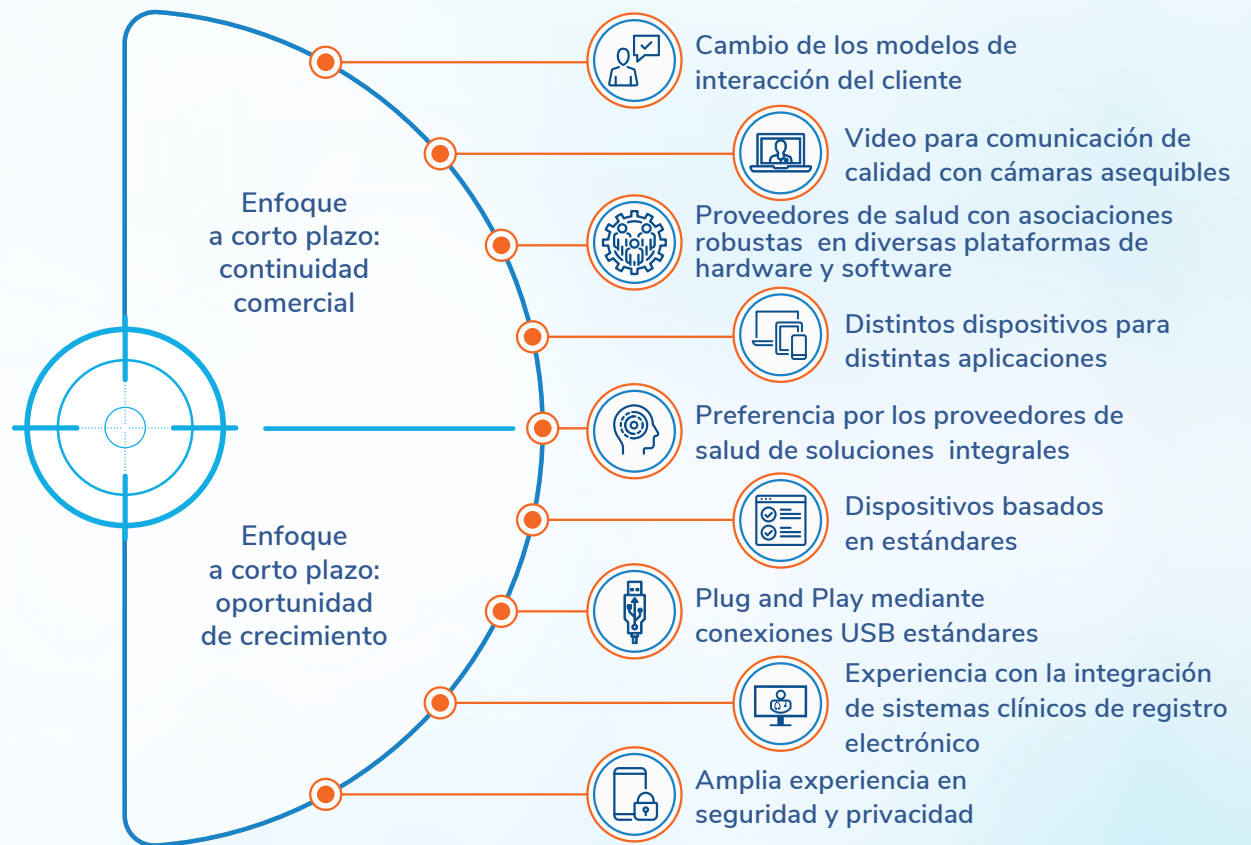 Enfoque
a corto plazo:
continuidad
comercial
Enfoque
a corto plazo:
oportunidad
de crecimiento
Cambio de los modelos de
interacción del cliente
Video para comunicación de
calidad con cámaras asequibles
Proveedores de salud con asociaciones
robustas en diversas plataformas de
hardware y software
Distintos dispositivos para
distintas aplicaciones
Preferencia por los proveedores de
salud de soluciones integrales
Dispositivos basados
en estándares
Plug and Play mediante
conexiones USB estándares
Experiencia con la integración
de sistemas clínicos de registro
electrónico
Amplia experiencia en
seguridad y privacidad